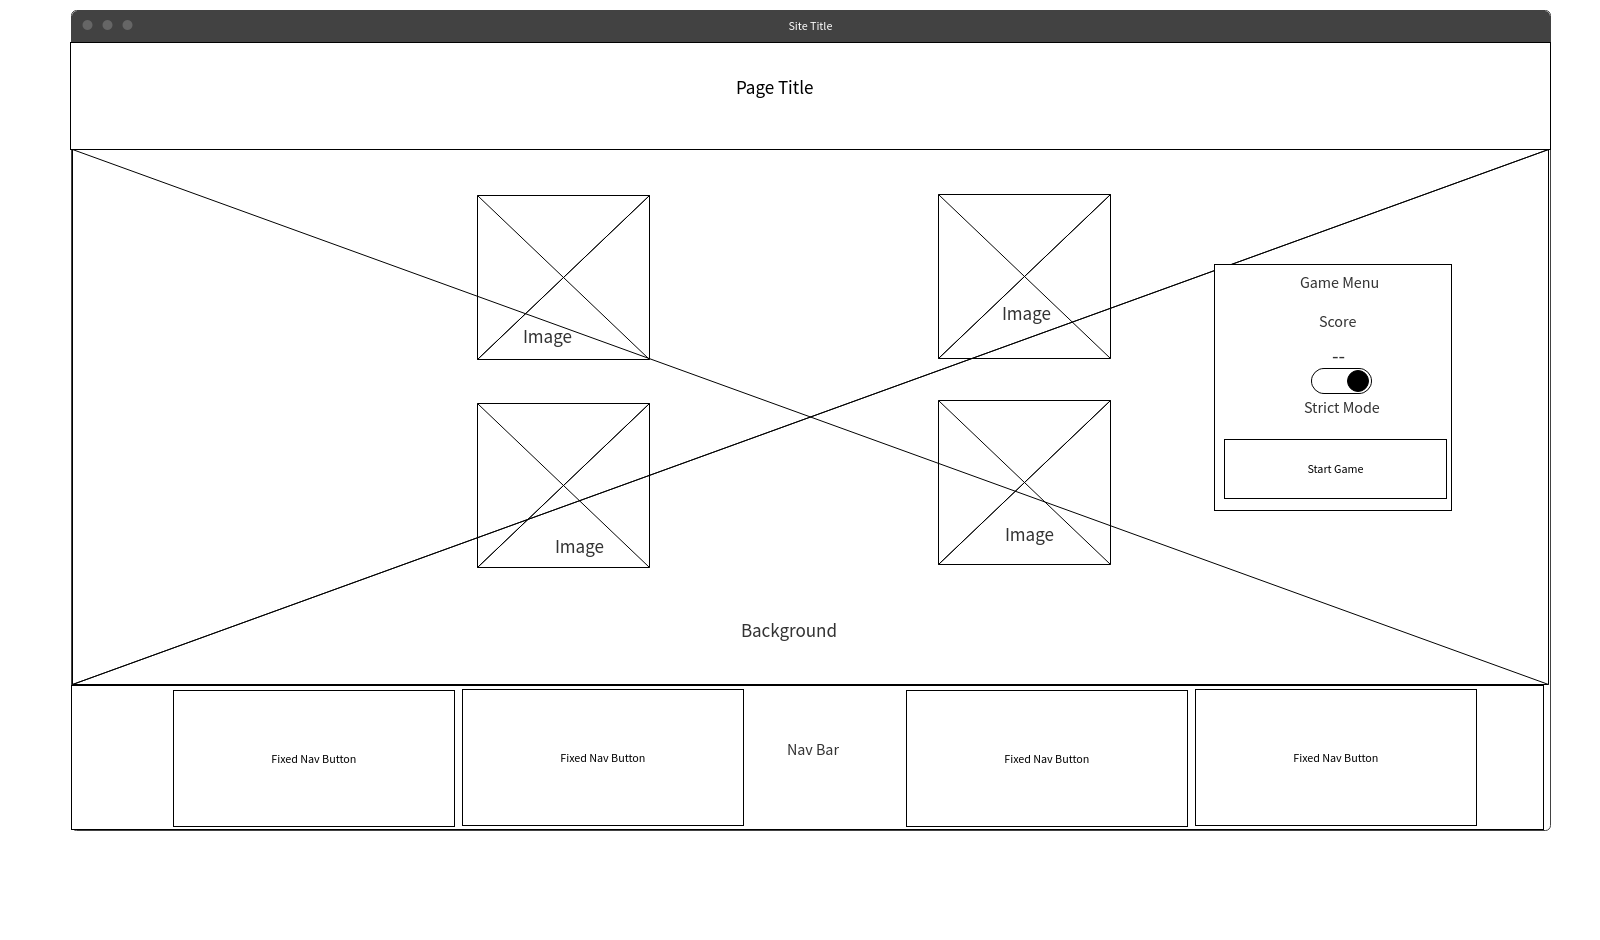 Site Title
Page Title
Image
Image
Game Menu
Score
--
Strict Mode
Start Game
Image
Image
Background
Fixed Nav Button
Fixed Nav Button
Nav Bar
Fixed Nav Button
Fixed Nav Button